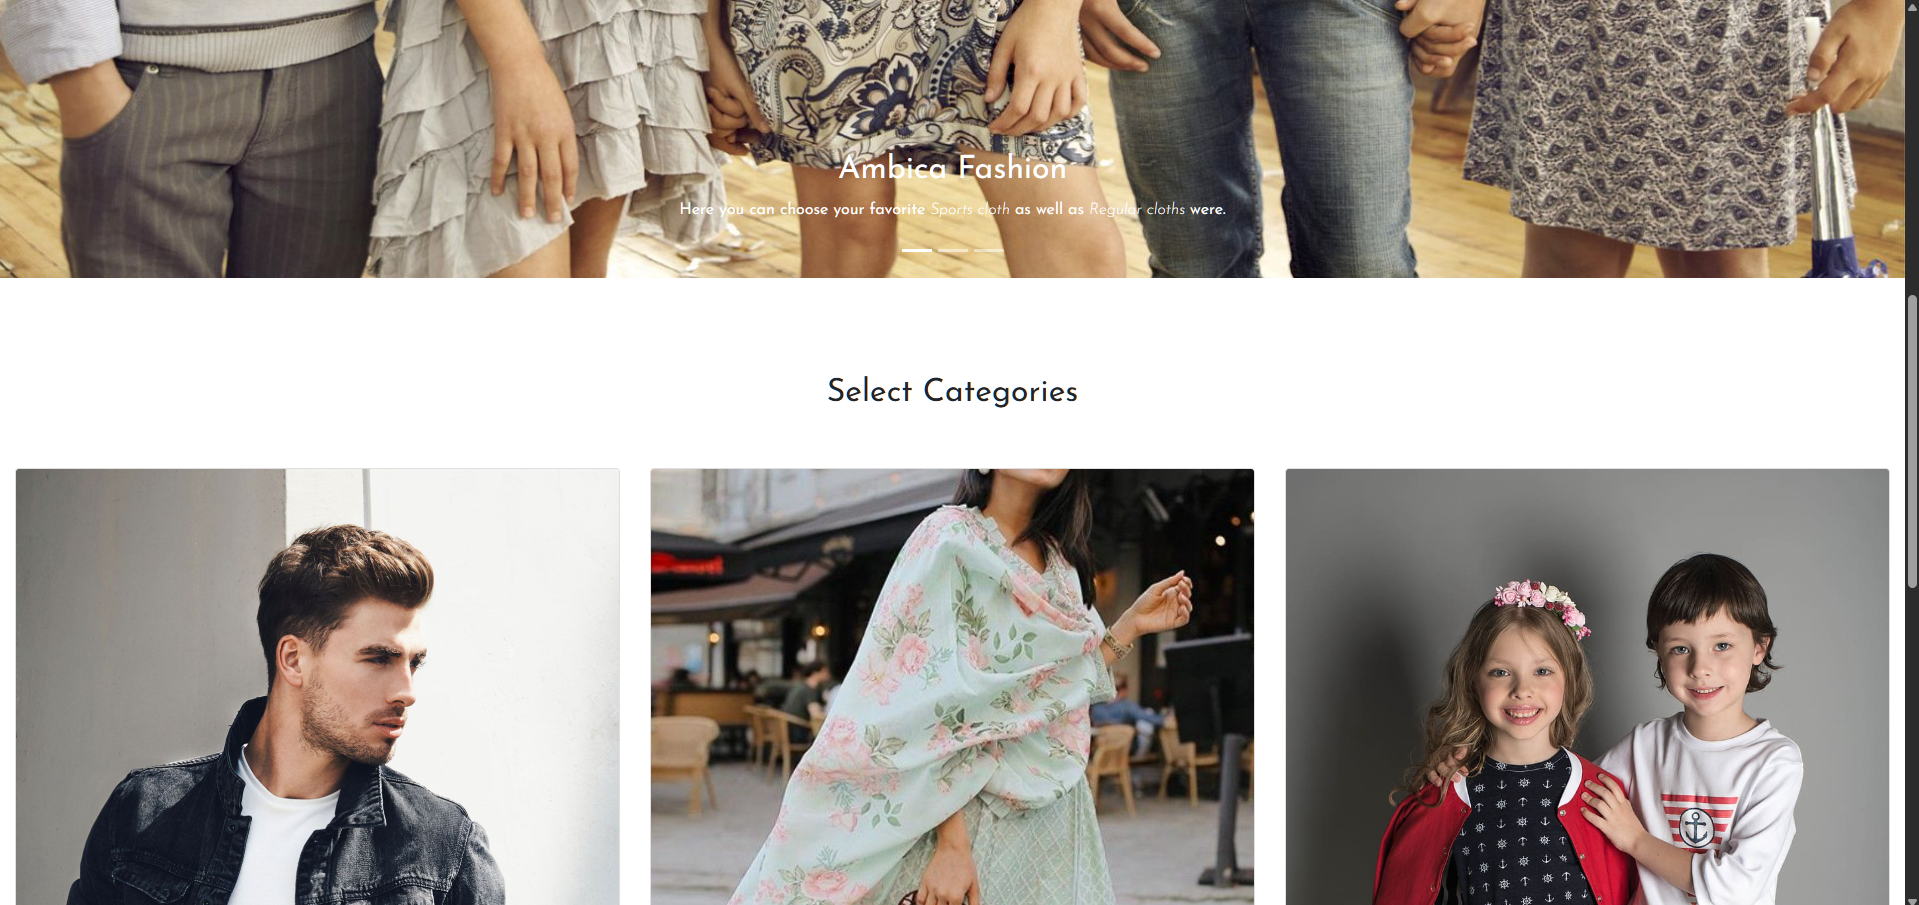 Ambica Fashion
Here you can choose your favorite Sports cloth as well as Regular cloths were.
Select Categories